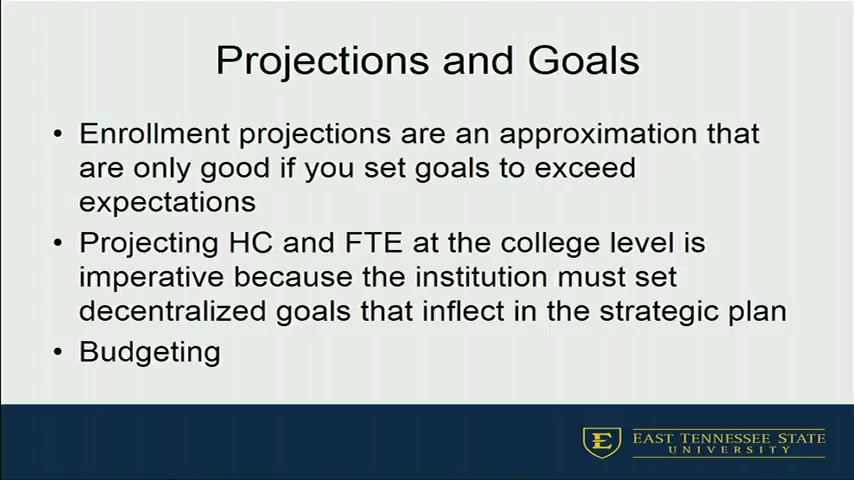 Projections and Goals
• Enrollment projections are an approximation that
are only good if you set goals to exceed
expectations
• Projecting HC and FTE at the college level is
imperative because the institution must set
decentralized goals that inflect in the strategic plan
• Budgeting
E
EAST TENNESSEE STATE
UNIVERSITY